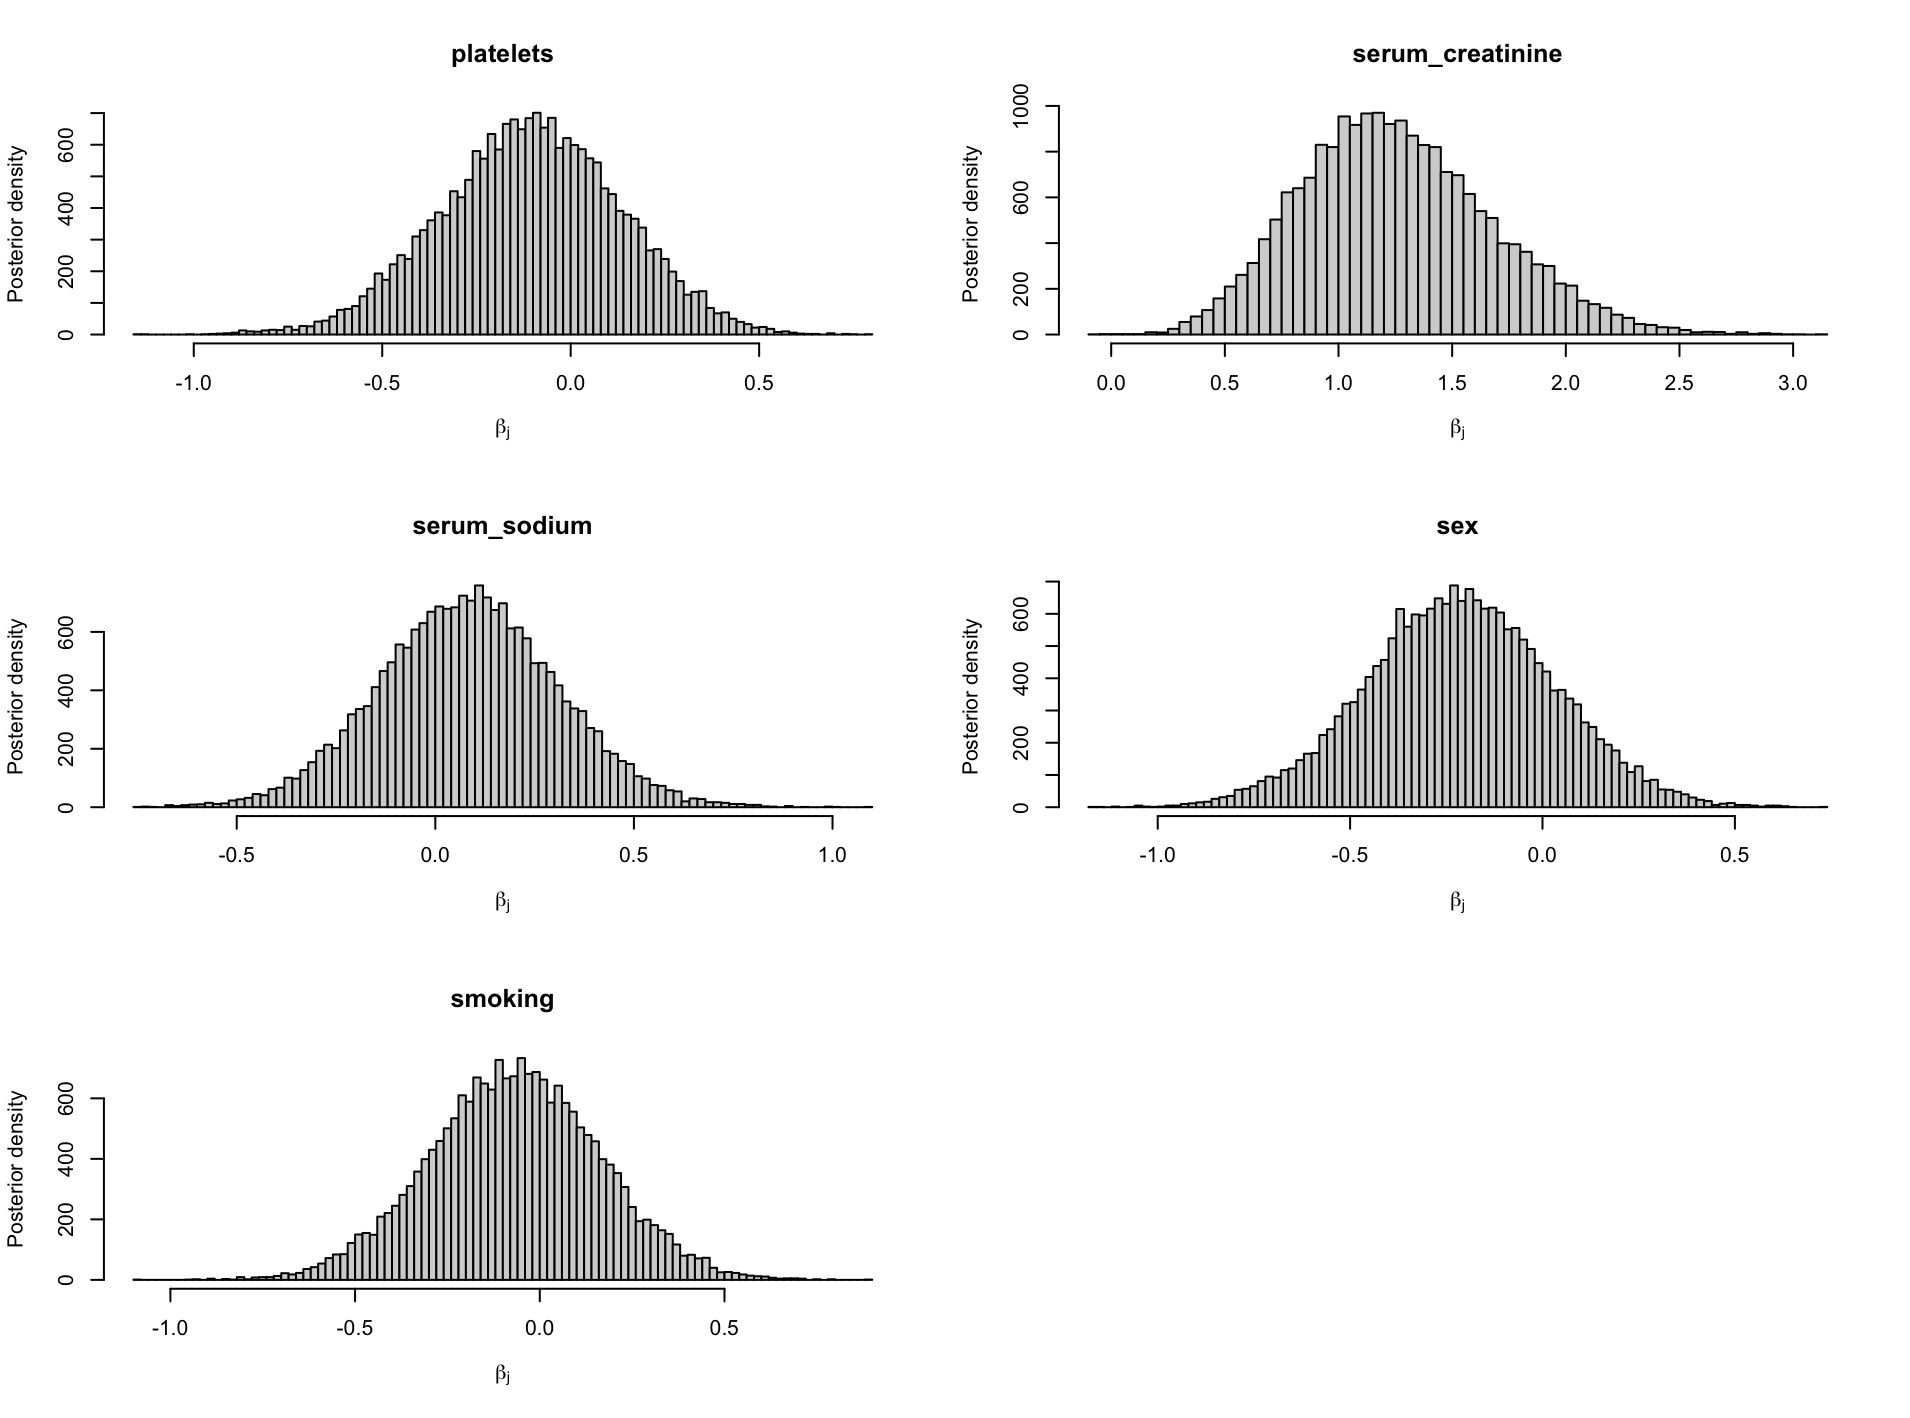 platelets
Posterior density
0 200 400 600
-1.0 -0.5 0.0 0.5
βj
serum_creatinine
Posterior density
0 200 600 1000
0.0 0.5 1.0 1.5 2.0 2.5 3.0
βj
serum_sodium
Posterior density
0 200 400 600
-0.5 0.0 0.5 1.0
βj
sex
Posterior density
0 200 400 600
-1.0 -0.5 0.0 0.5
βj
smoking
Posterior density
0 200 400 600
-1.0 -0.5 0.0 0.5
βj